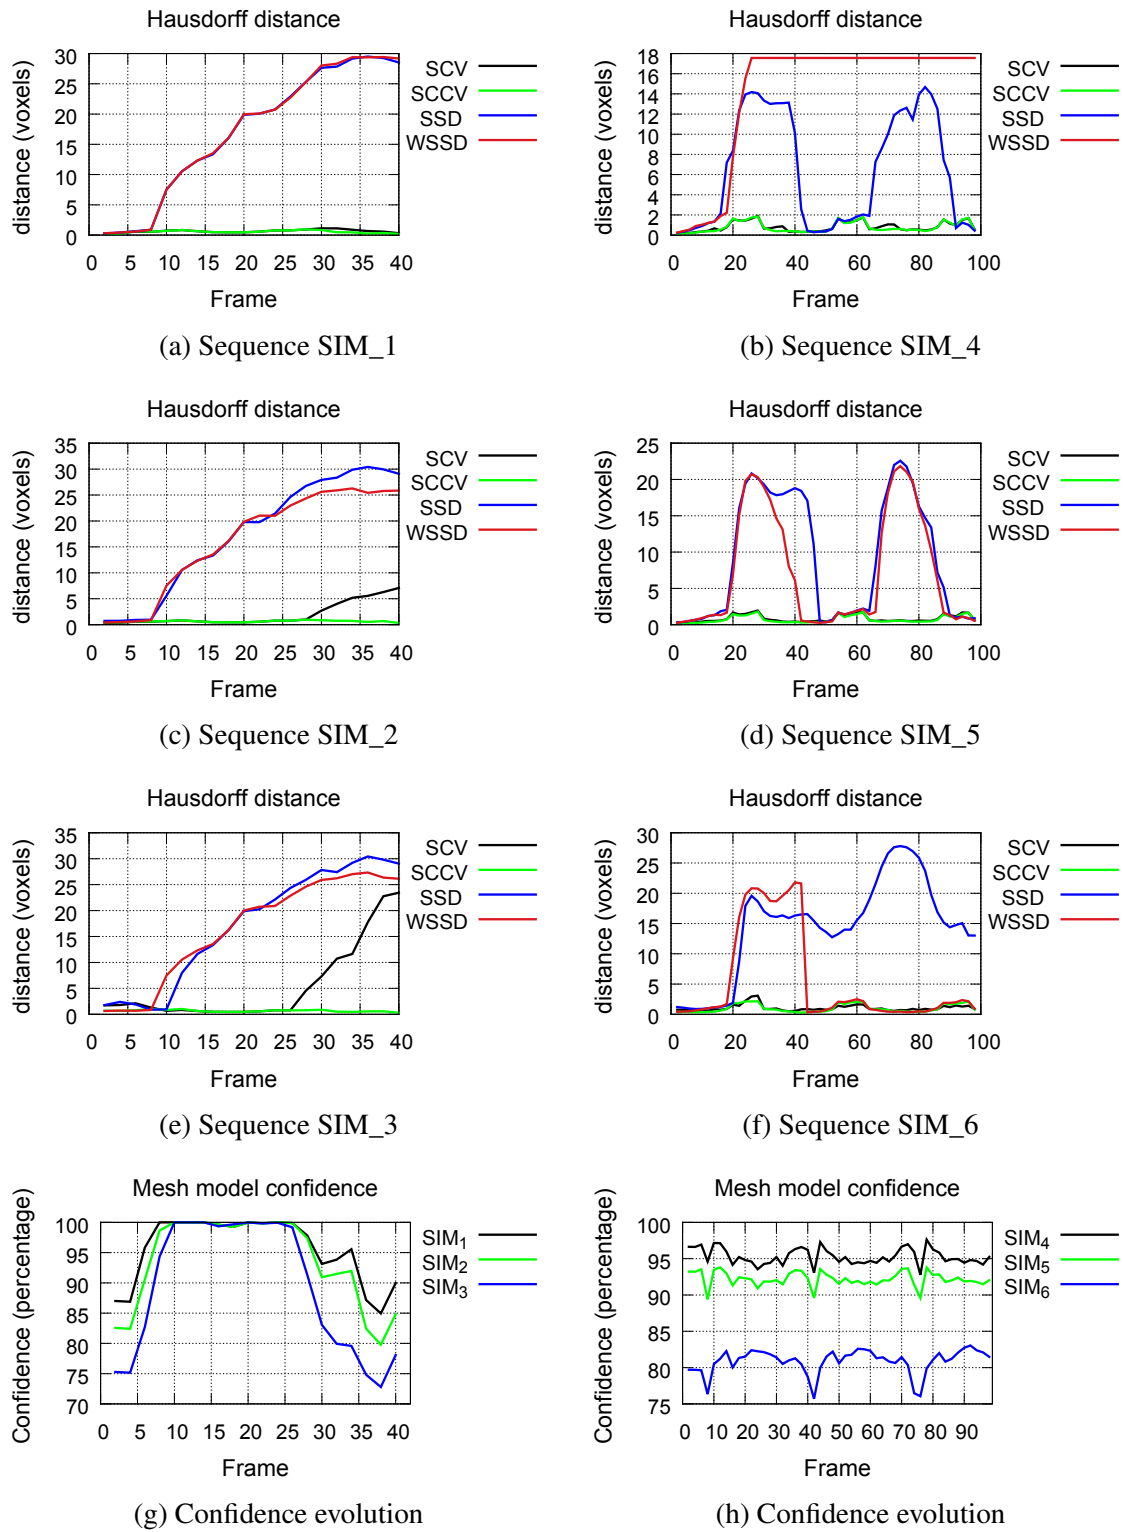 Hausdorff distance
distance (voxels)
30
25
20
15
10
5
0
0 5 10 15 20 25 30 35 40
Frame
SCV
SCCV
SSD
WSSD
(a) Sequence SIM_1
Hausdorff distance
distance (voxels)
18
16
14
12
10
8
6
4
2
0
0 20 40 60 80 100
Frame
SCV
SCCV
SSD
WSSD
(b) Sequence SIM_4
Hausdorff distance
distance (voxels)
35
30
25
20
15
10
5
0
0 5 10 15 20 25 30 35 40
Frame
SCV
SCCV
SSD
WSSD
(c) Sequence SIM_2
Hausdorff distance
distance (voxels)
25
20
15
10
5
0
0 20 40 60 80 100
Frame
SCV
SCCV
SSD
WSSD
(d) Sequence SIM_5
Hausdorff distance
distance (voxels)
35
30
25
20
15
10
5
0
0 5 10 15 20 25 30 35 40
Frame
SCV
SCCV
SSD
WSSD
(e) Sequence SIM_3
Hausdorff distance
distance (voxels)
30
25
20
15
10
5
0
0 20 40 60 80 100
Frame
SCV
SCCV
SSD
WSSD
(f) Sequence SIM_6
Mesh model confidence
Confidence (percentage)
100
95
90
85
80
75
70
0 5 10 15 20 25 30 35 40
Frame
SIM1
SIM2
SIM3
(g) Confidence evolution
Mesh model confidence
Confidence (percentage)
100
95
90
85
80
75
0 10 20 30 40 50 60 70 80 90
Frame
SIM4
SIM5
SIM6
(h) Confidence evolution